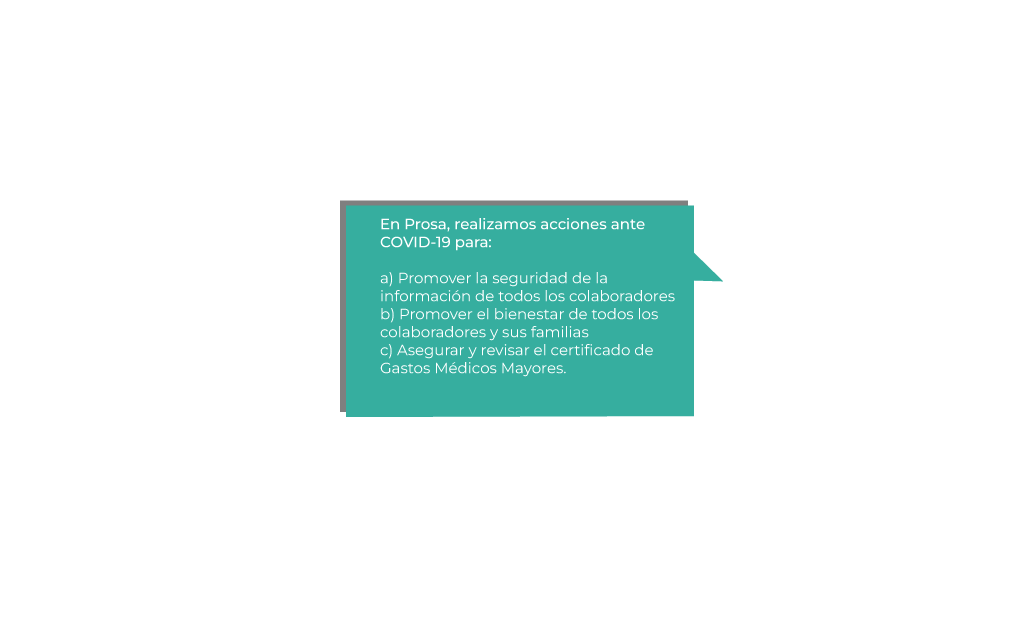 En Prosa, realizamos acciones ante
COVID-19 para:
a) Promover la seguridad de la
información de todos los colaboradores
b) Promover el bienestar de todos los
colaboradores y sus familias
c) Asegurar y revisar el certificado de
Gastos Médicos Mayores.